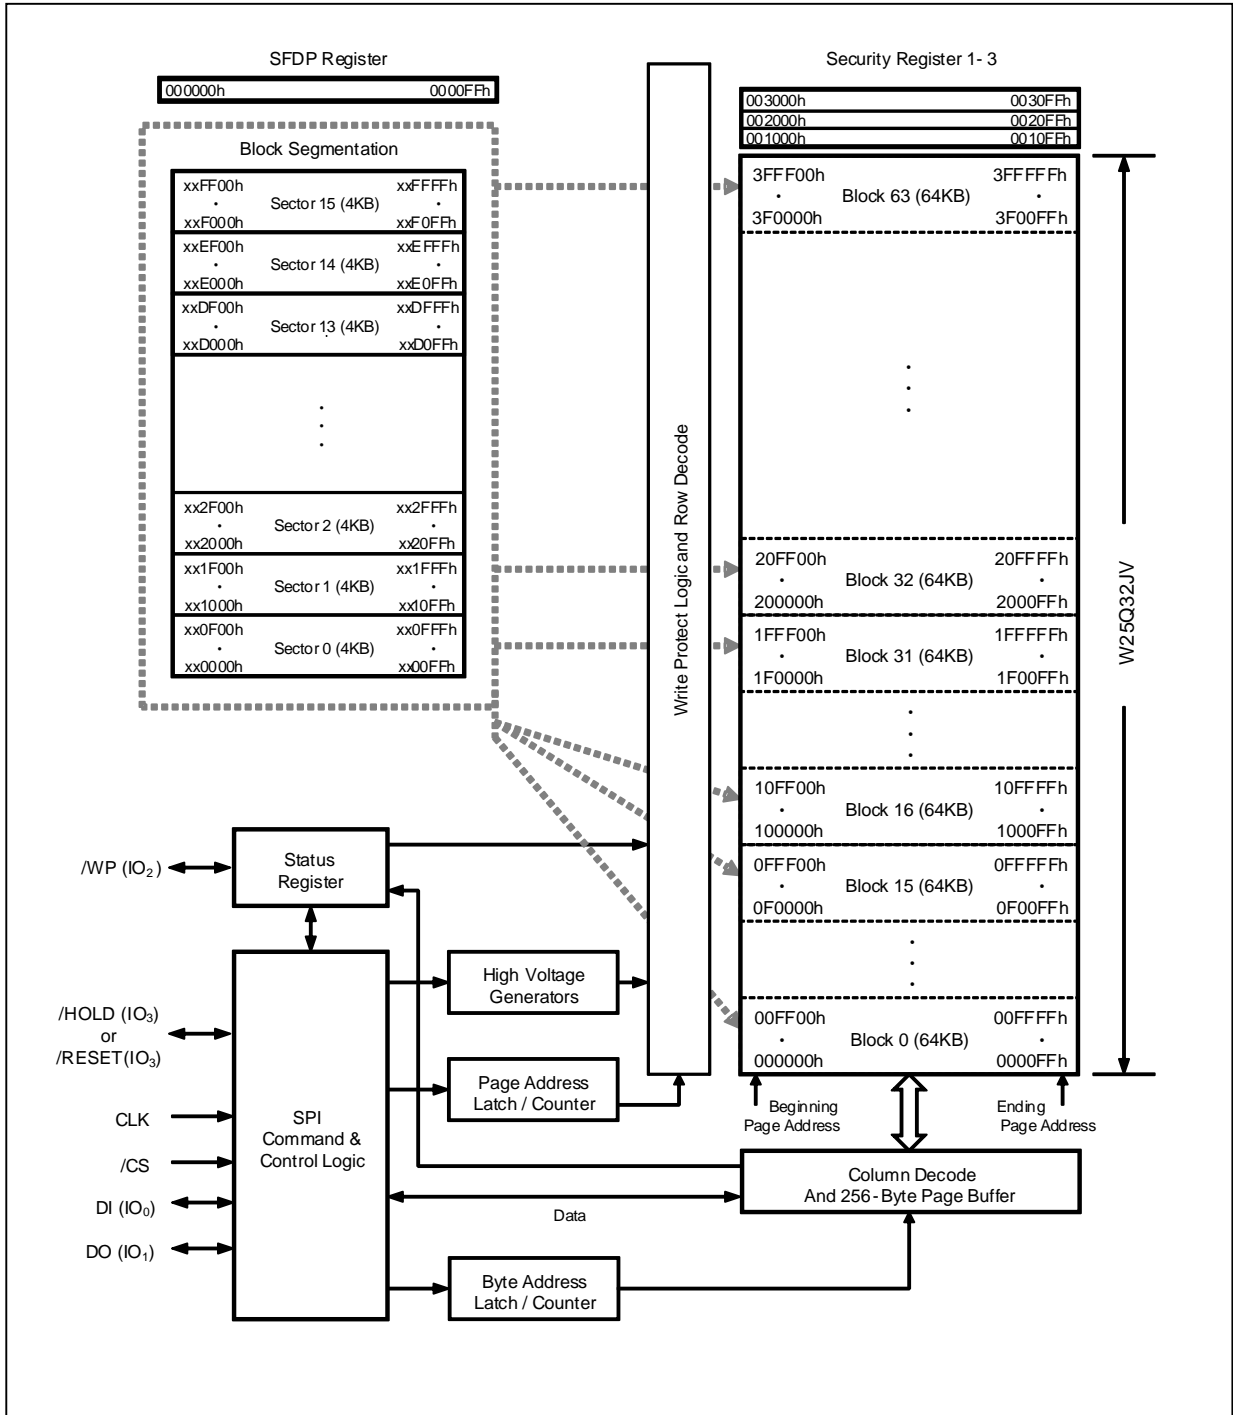 SFDP Register
000000h 0000FFh
Block Segmentation
xxFF00h xxFFFFh
· Sector 15 (4KB) ·
xxF000h xxF0FFh
xxEF00h xxEFFFh
· Sector 14 (4KB) ·
xxE000h xxE0FFh
xxDF00h xxDFFFh
· Sector 13 (4KB) ·
xxD000h xxD0FFh
xx2F00h xx2FFFh
· Sector 2 (4KB) ·
xx2000h xx20FFh
xx1F00h xx1FFFh
· Sector 1 (4KB) ·
xx1000h xx10FFh
xx0F00h xx0FFFh
· Sector 0 (4KB) ·
xx0000h xx00FFh
Write Protect Logic and Row Decode
Security Register 1 - 3
003000h 0030FFh
002000h 0020FFh
001000h 0010FFh
3FFF00h 3FFFFFh
· Block 63 (64KB) ·
3F0000h 3F00FFh
20FF00h 20FFFFh
· Block 32 (64KB) ·
200000h 2000FFh
1FFF00h 1FFFFFh
· Block 31 (64KB) ·
1F0000h 1F00FFh
10FF00h 10FFFFh
· Block 16 (64KB) ·
100000h 1000FFh
0FFF00h 0FFFFFh
· Block 15 (64KB) ·
0F0000h 0F00FFh
00FF00h 00FFFFh
· Block 0 (64KB) ·
000000h 0000FFh
W25Q32JV
Beginning
Page Address
Ending
Page Address
/WP (IO₂)
Status
Register
/HOLD (IO₃)
or
/RESET (IO₃)
CLK
/CS
DI (IO₀)
DO (IO₁)
SPI
Command &
Control Logic
High Voltage
Generators
Page Address
Latch / Counter
Column Decode
And 256-Byte Page Buffer
Data
Byte Address
Latch / Counter